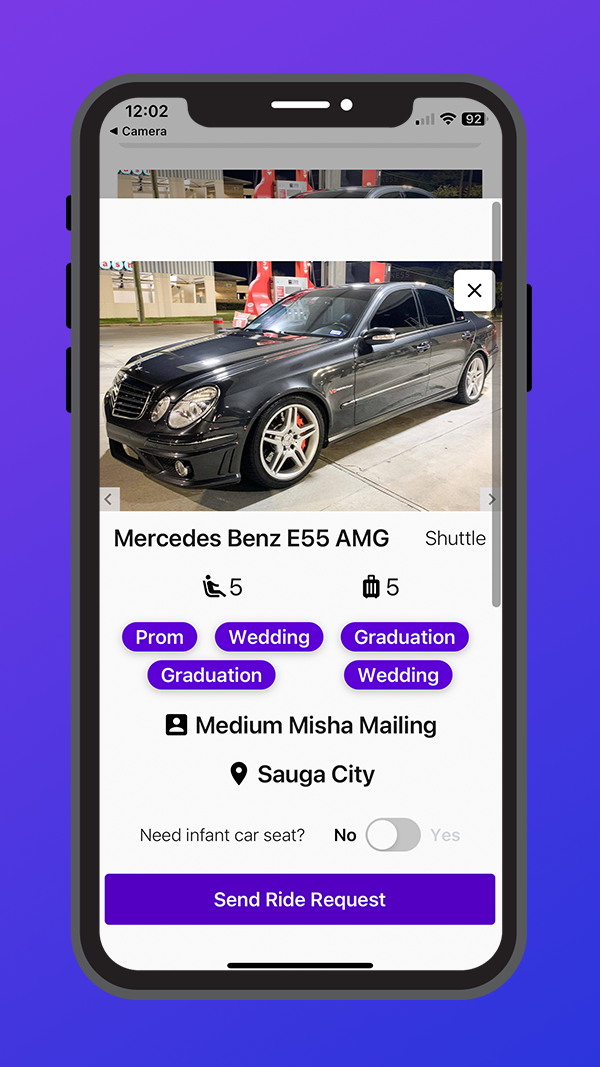 12:02
92
◀ Camera
Mercedes Benz E55 AMG
Shuttle
5
5
Prom
Wedding
Graduation
Graduation
Wedding
Medium Misha Mailing
Sauga City
Need infant car seat?
No
Yes
Send Ride Request